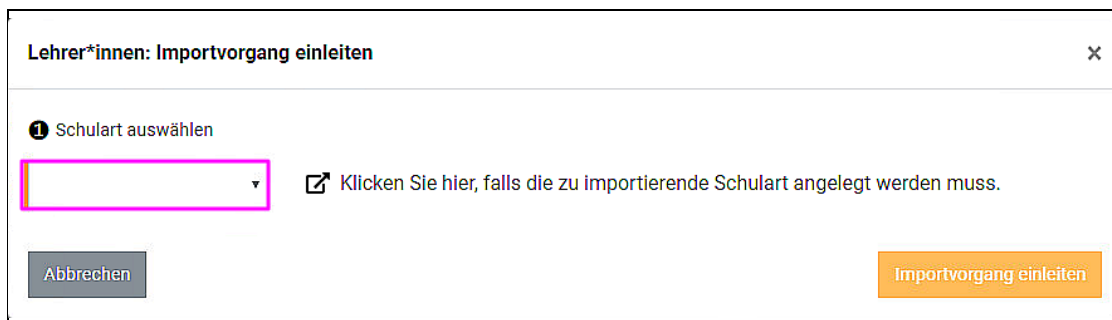 Lehrer*innen: Importvorgang einleiten ×
❶ Schulart auswählen
Klicken Sie hier, falls die zu importierende Schulart angelegt werden muss.
Abbrechen
Importvorgang einleiten